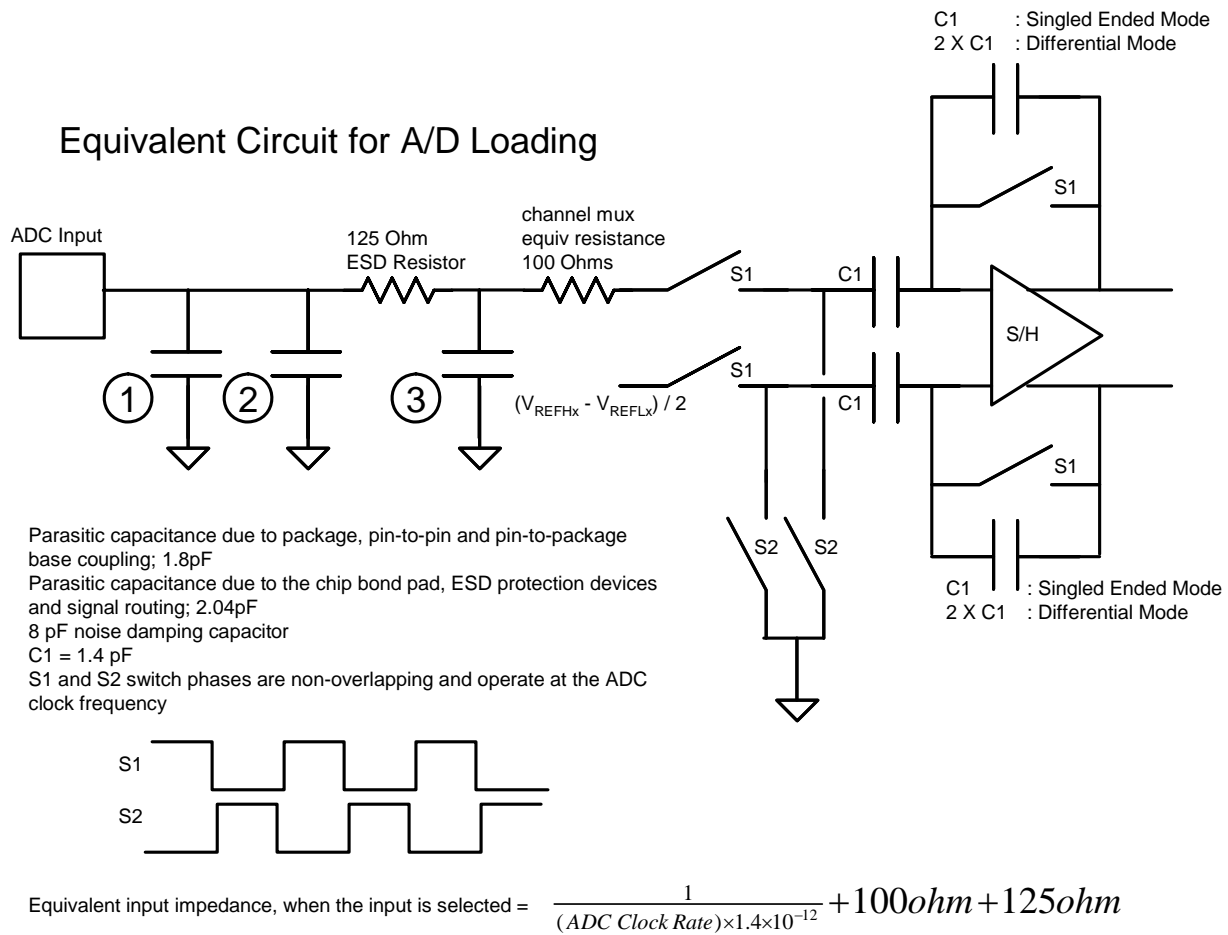 C1 : Singled Ended Mode
2 X C1 : Differential Mode
Equivalent Circuit for A/D Loading
S1
ADC Input
125 Ohm
ESD Resistor
channel mux
equiv resistance
100 Ohms
S1
C1
S/H
1
2
3
S1
C1
(VREFHx - VREFLx) / 2
S1
S2
S2
C1 : Singled Ended Mode
2 X C1 : Differential Mode
Parasitic capacitance due to package, pin-to-pin and pin-to-package
base coupling; 1.8pF
Parasitic capacitance due to the chip bond pad, ESD protection devices
and signal routing; 2.04pF
8 pF noise damping capacitor
C1 = 1.4 pF
S1 and S2 switch phases are non-overlapping and operate at the ADC
clock frequency
S1
S2
Equivalent input impedance, when the input is selected = 1 / (ADC Clock Rate)×1.4×10⁻¹² +100ohm+125ohm